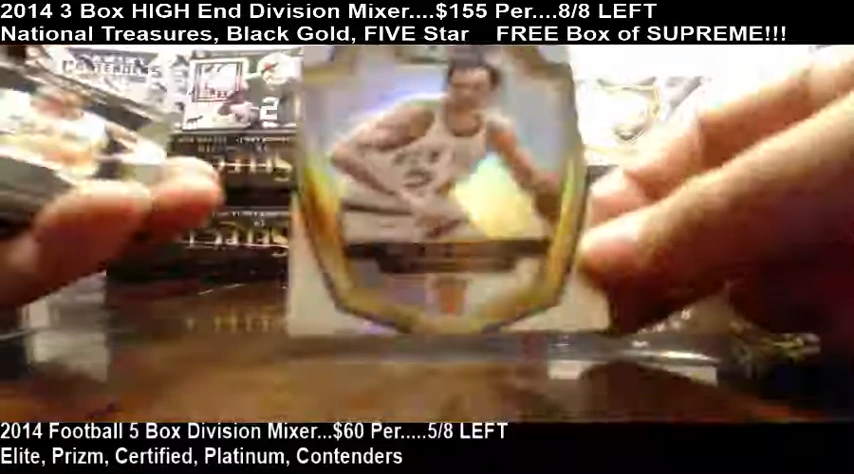 2014 3 Box HIGH End Division Mixer....$155 Per....8/8 LEFT
National Treasures, Black Gold, FIVE Star FREE Box of SUPREME!!!
2014 Football 5 Box Division Mixer...$60 Per.....5/8 LEFT
Elite, Prizm, Certified, Platinum, Contenders